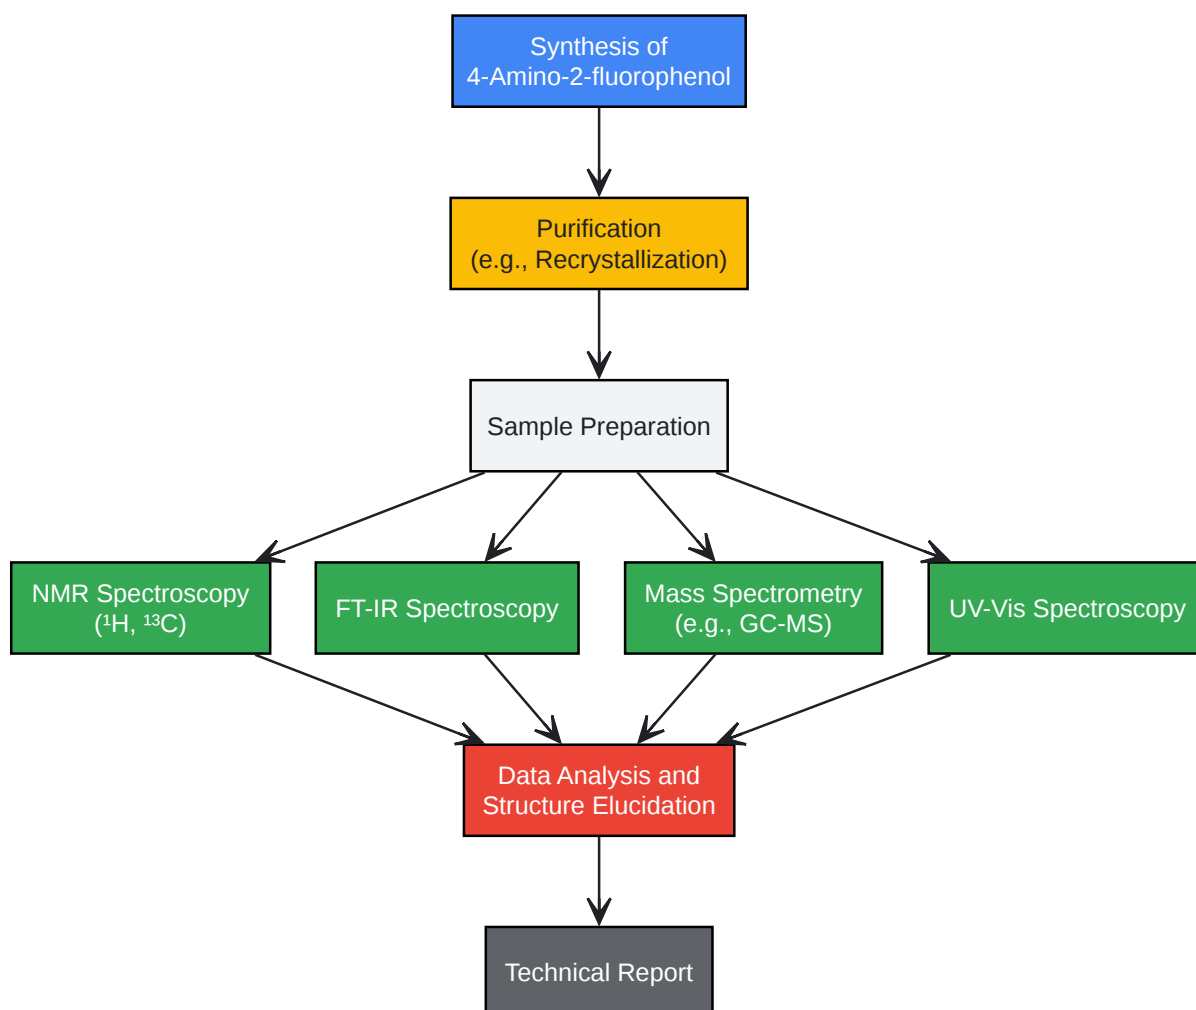 Synthesis of
4-Amino-2-fluorophenol
Purification
(e.g., Recrystallization)
Sample Preparation
NMR Spectroscopy
(¹H, ¹³C)
FT-IR Spectroscopy
Mass Spectrometry
(e.g., GC-MS)
UV-Vis Spectroscopy
Data Analysis and
Structure Elucidation
Technical Report